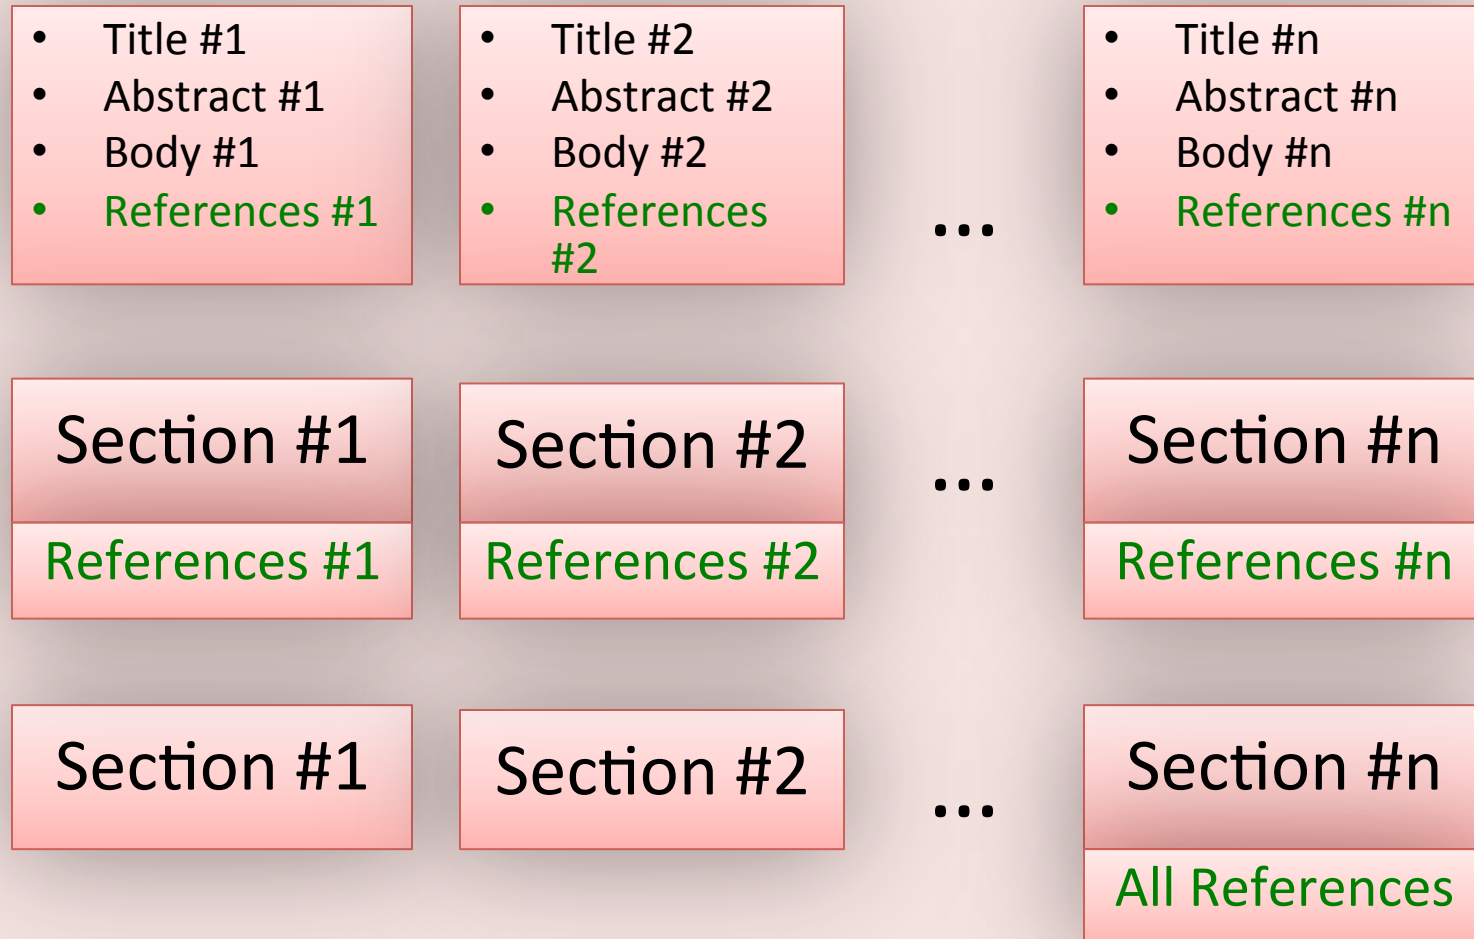 • Title #1
• Abstract #1
• Body #1
• References #1
• Title #2
• Abstract #2
• Body #2
• References
#2
...
• Title #n
• Abstract #n
• Body #n
• References #n
Section #1
References #1
Section #2
References #2
...
Section #n
References #n
Section #1
Section #2
...
Section #n
All References